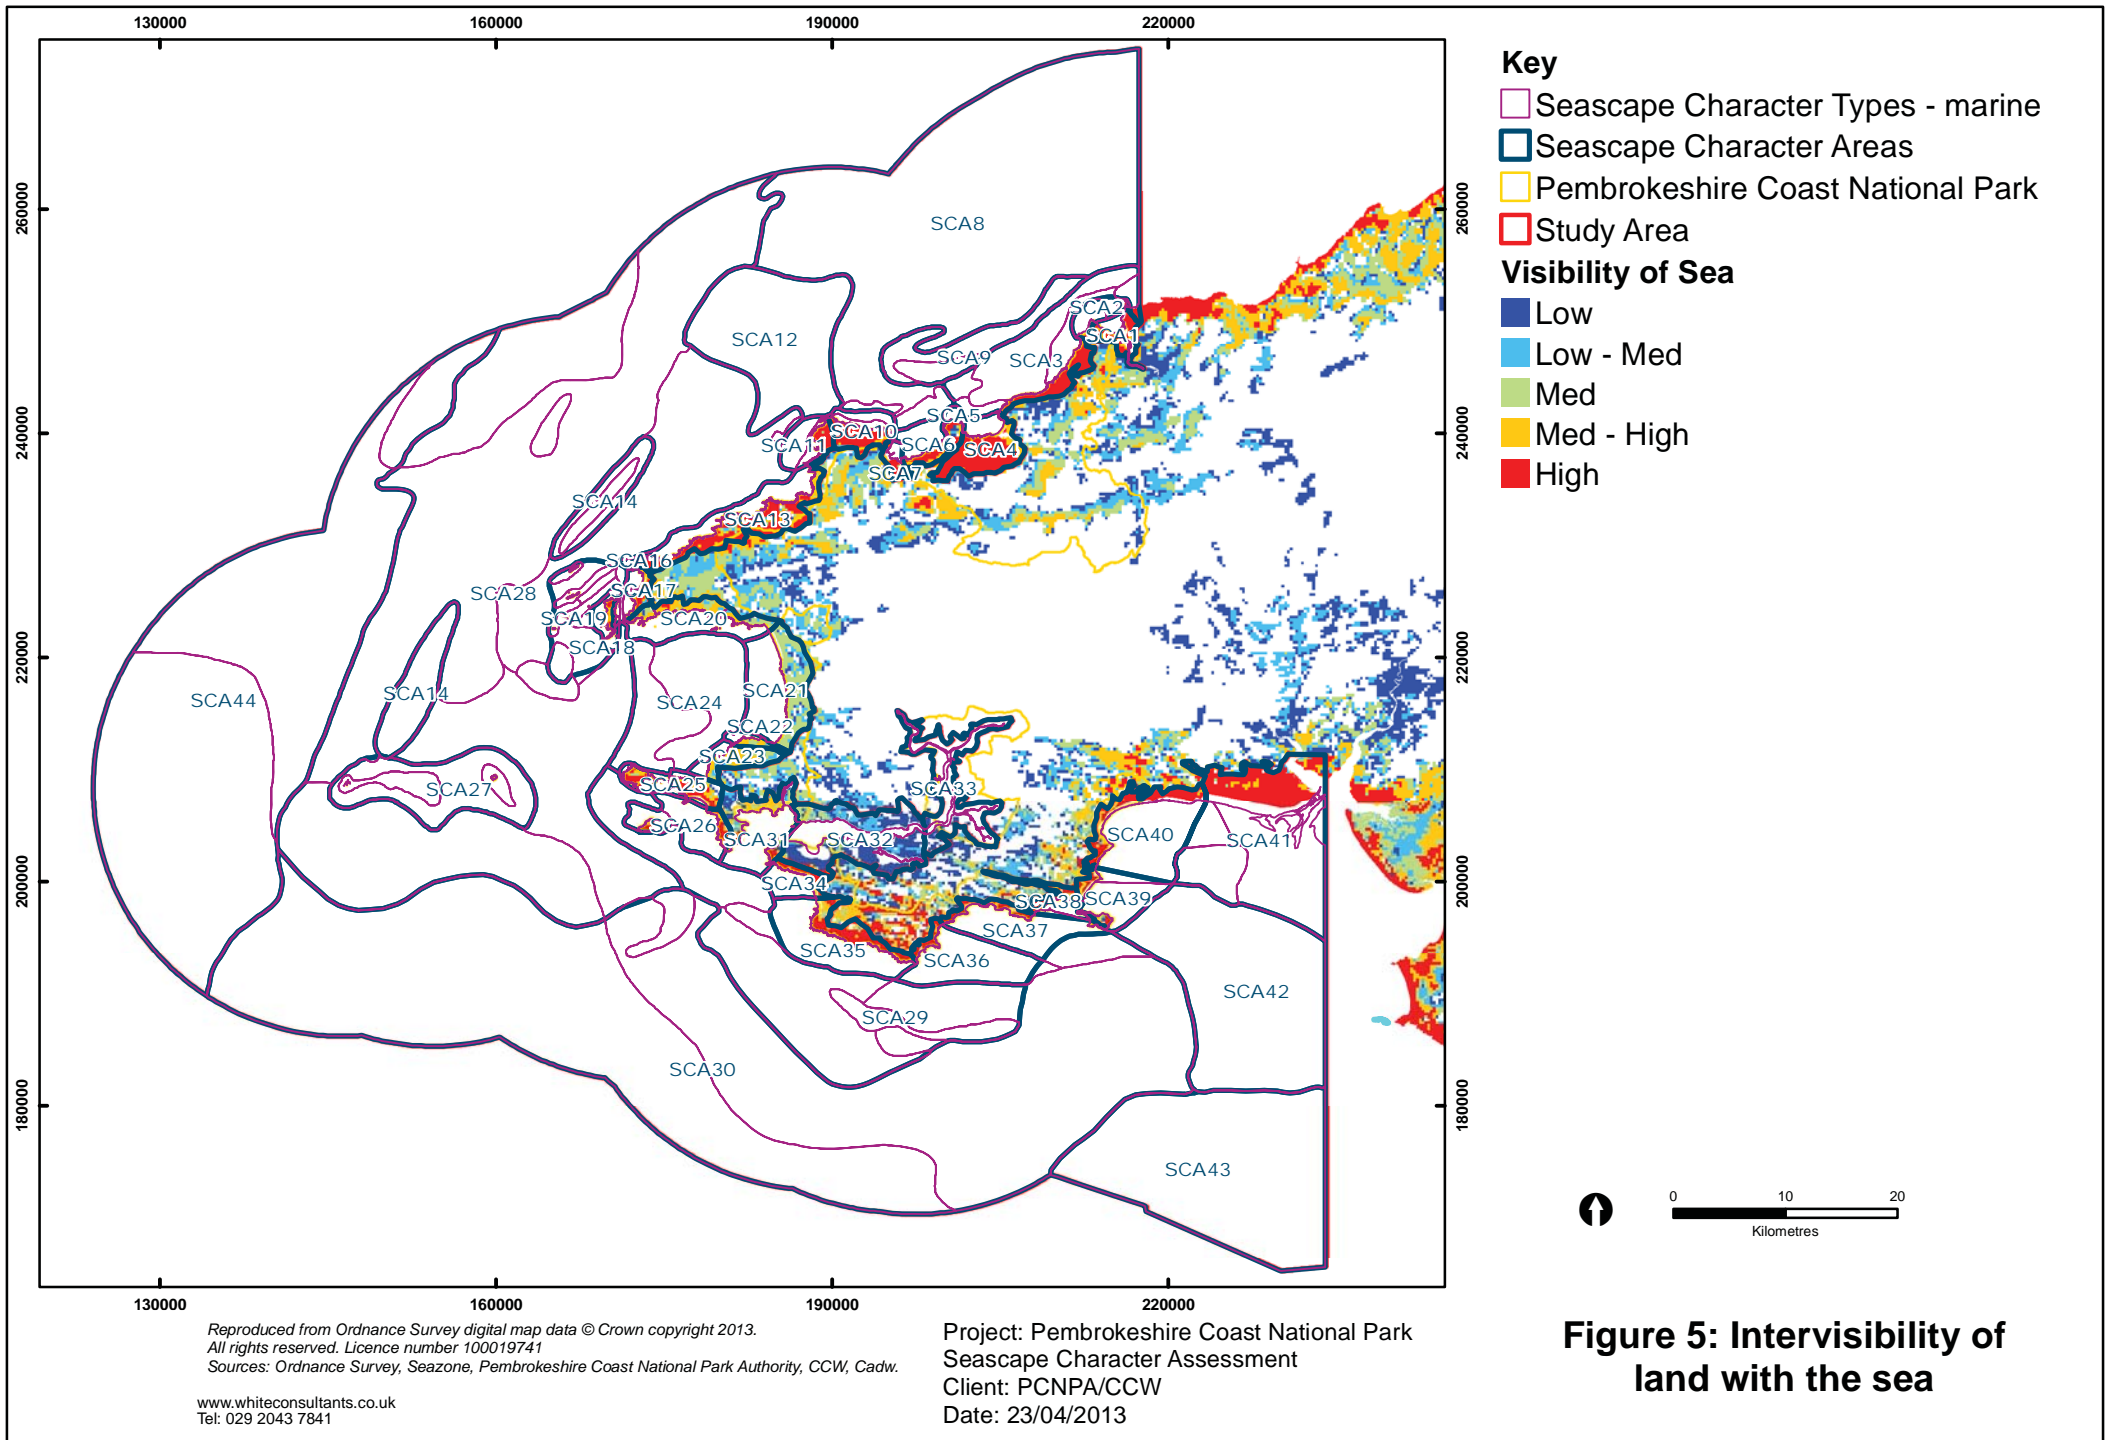 130000
160000
190000
220000
260000
240000
220000
200000
180000
260000
240000
220000
200000
180000
SCA8
SCA2
SCA1
SCA12
SCA9
SCA3
SCA5
SCA10
SCA11
SCA6
SCA4
SCA7
SCA14
SCA13
SCA16
SCA28
SCA17
SCA19
SCA20
SCA18
SCA44
SCA14
SCA21
SCA24
SCA22
SCA23
SCA27
SCA25
SCA33
SCA26
SCA31
SCA32
SCA40
SCA41
SCA34
SCA38
SCA39
SCA37
SCA35
SCA36
SCA42
SCA29
SCA30
SCA43
130000
160000
190000
220000
Key
Seascape Character Types - marine
Seascape Character Areas
Pembrokeshire Coast National Park
Study Area
Visibility of Sea
Low
Low - Med
Med
Med - High
High
0
10
20
Kilometres
Reproduced from Ordnance Survey digital map data © Crown copyright 2013.
All rights reserved. Licence number 100019741
Sources: Ordnance Survey, Seazone, Pembrokeshire Coast National Park Authority, CCW, Cadw.
www.whiteconsultants.co.uk
Tel: 029 2043 7841
Project: Pembrokeshire Coast National Park
Seascape Character Assessment
Client: PCNPA/CCW
Date: 23/04/2013
Figure 5: Intervisibility of
land with the sea